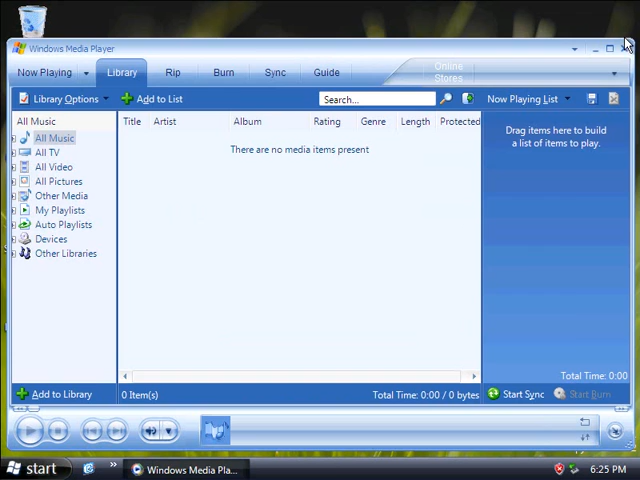 Windows Media Player
Now Playing Library Rip Burn Sync Guide Online Stores
Library Options Add to List Search... Now Playing List
All Music Title Artist Album Rating Genre Length Protected
All Music
All TV
All Video
All Pictures
Other Media
My Playlists
Auto Playlists
Devices
Other Libraries
There are no media items present
Drag items here to build
a list of items to play.
Total Time: 0:00
Add to Library 0 Item(s) Total Time: 0:00 / 0 bytes Start Sync Start Burn
start Windows Media Pla... 6:25 PM